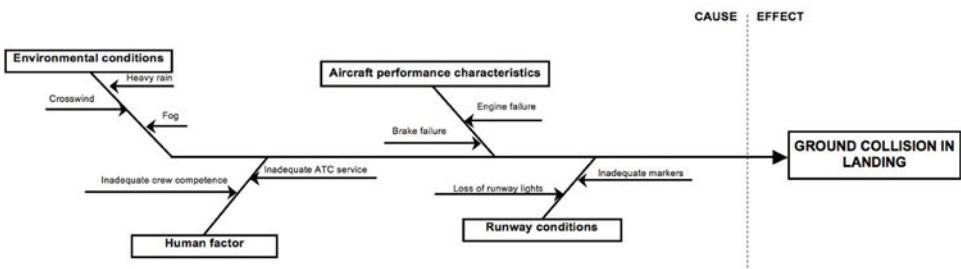 CAUSE
EFFECT
Environmental conditions
Heavy rain
Crosswind
Fog
Aircraft performance characteristics
Engine failure
Brake failure
GROUND COLLISION IN
LANDING
Inadequate ATC service
Inadequate crew competence
Human factor
Inadequate markers
Loss of runway lights
Runway conditions